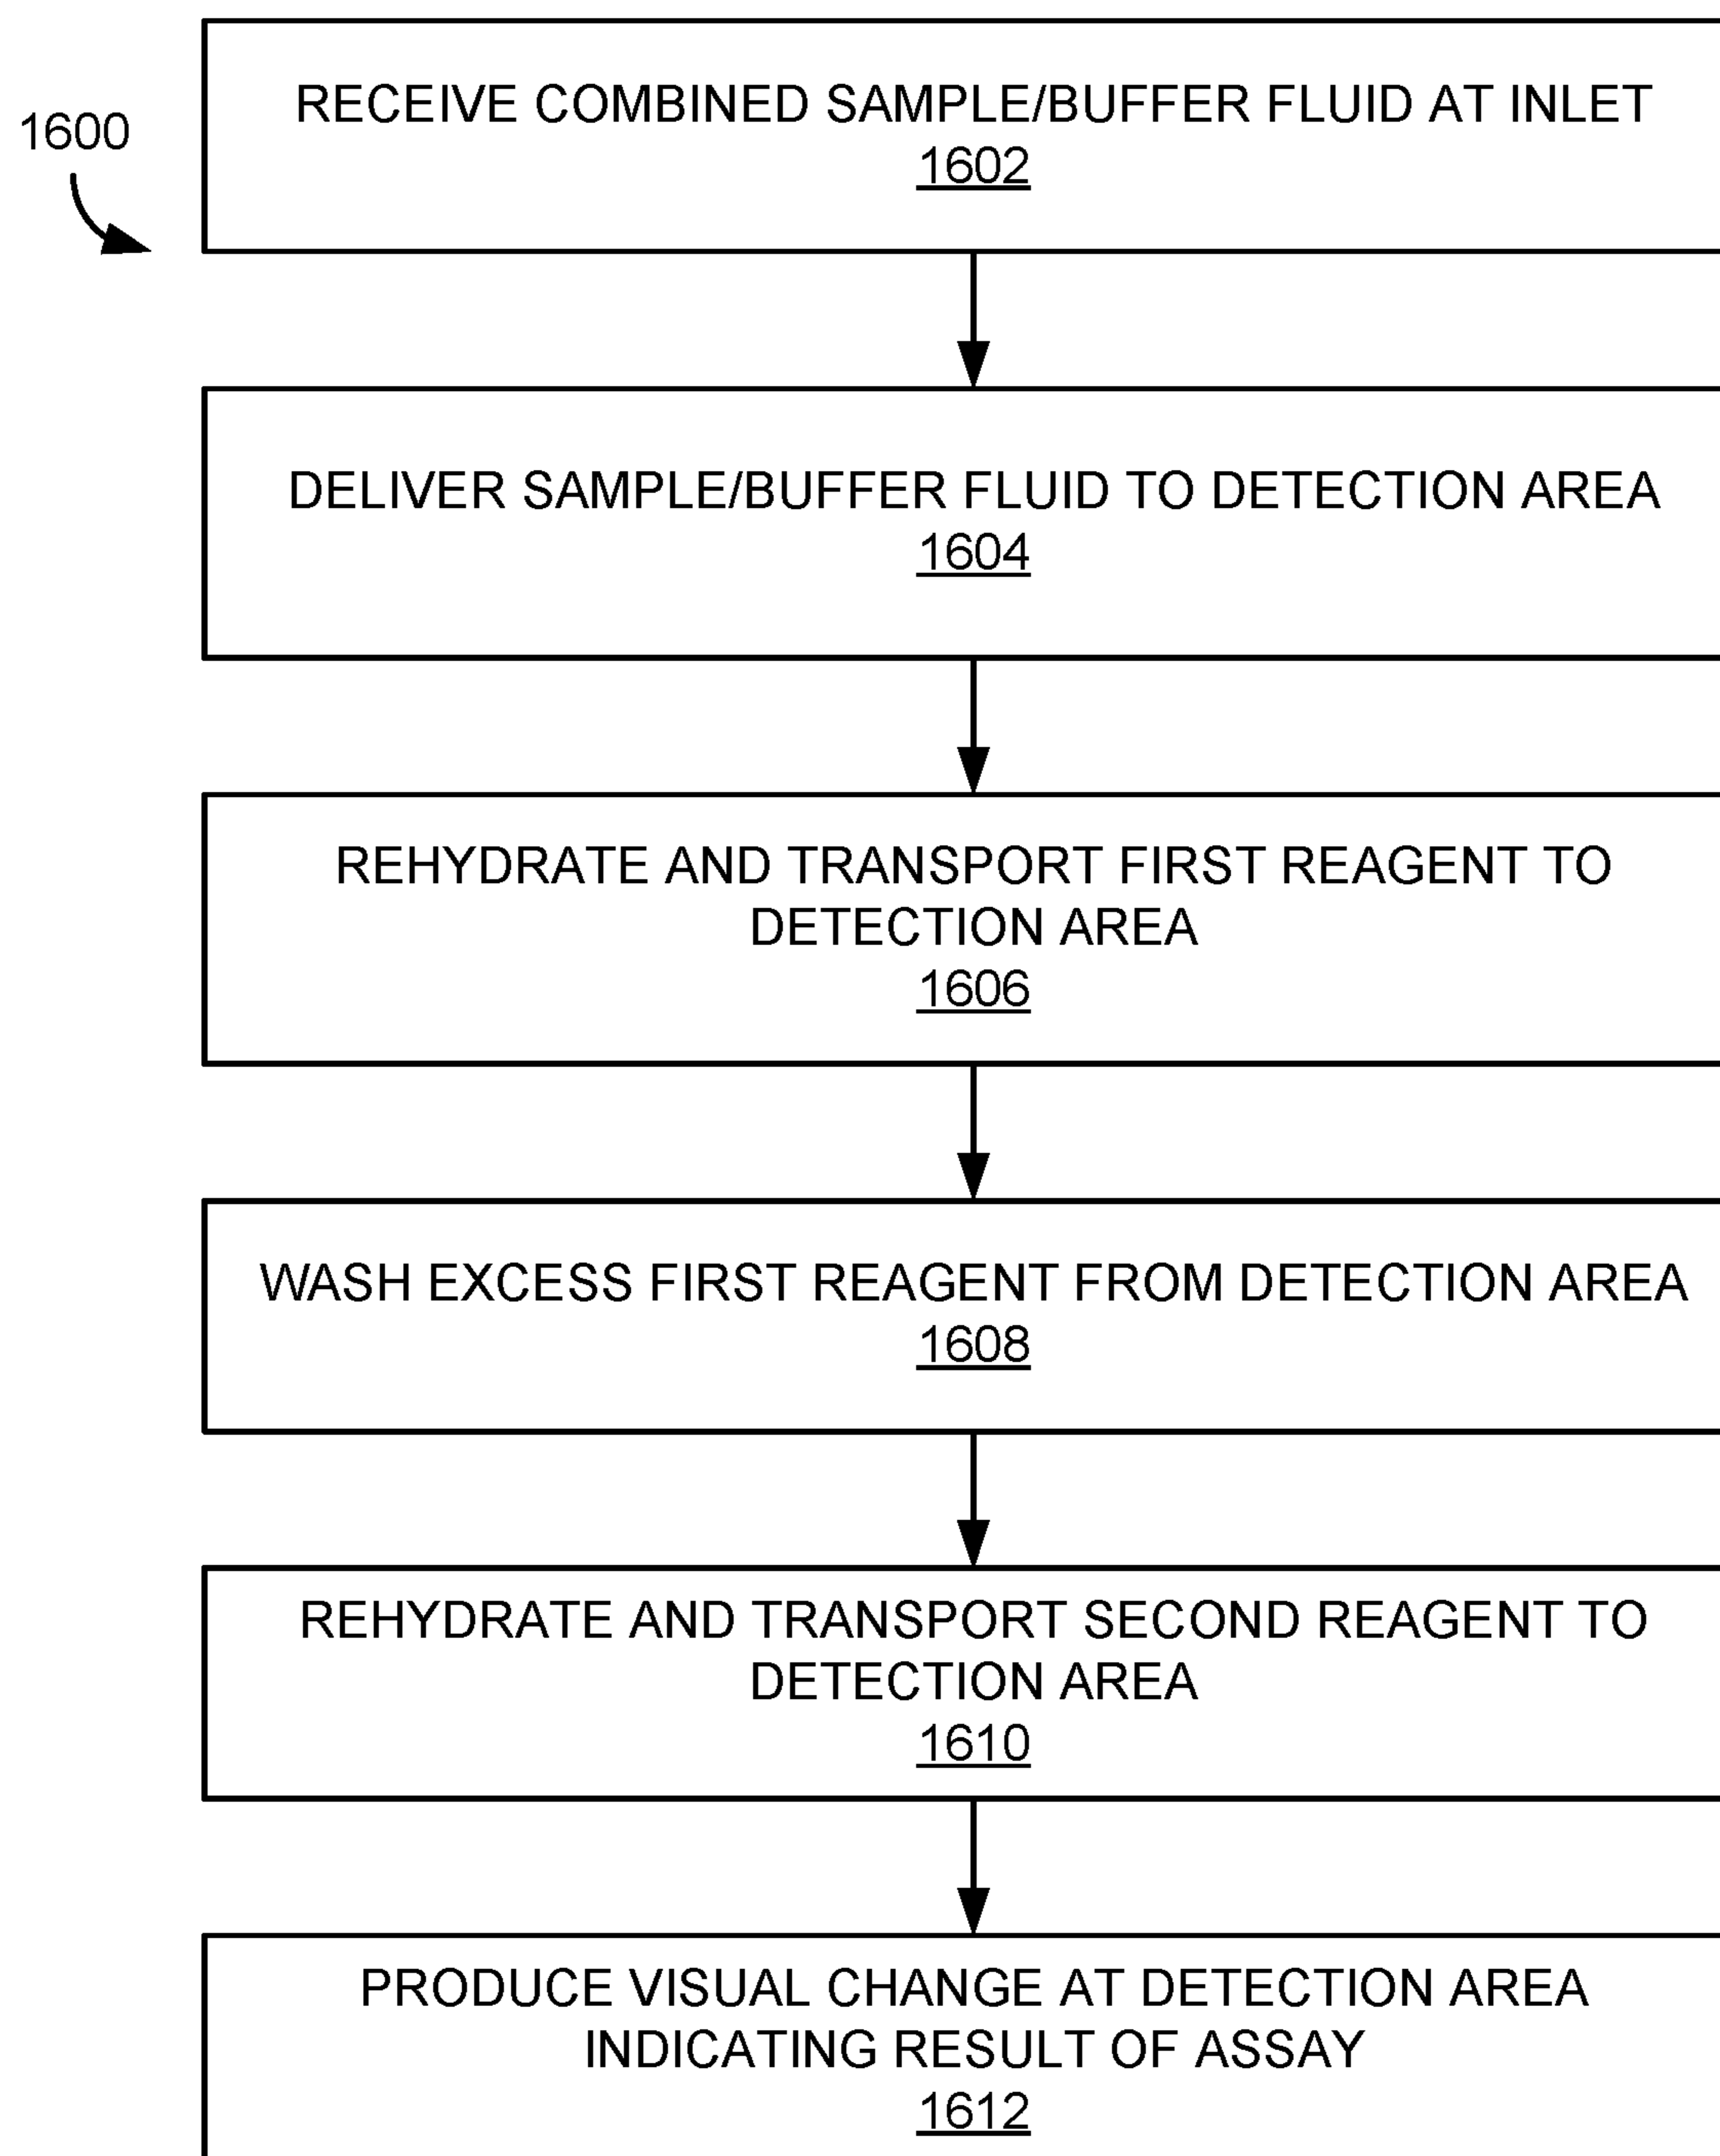 RECEIVE COMBINED SAMPLE/BUFFER FLUID AT INLET
1602
1600
DELIVER SAMPLE/BUFFER FLUID TO DETECTION AREA
1604
REHYDRATE AND TRANSPORT FIRST REAGENT TO
DETECTION AREA
1606
WASH EXCESS FIRST REAGENT FROM DETECTION AREA
1608
REHYDRATE AND TRANSPORT SECOND REAGENT TO
DETECTION AREA
1610
PRODUCE VISUAL CHANGE AT DETECTION AREA
INDICATING RESULT OF ASSAY
1612